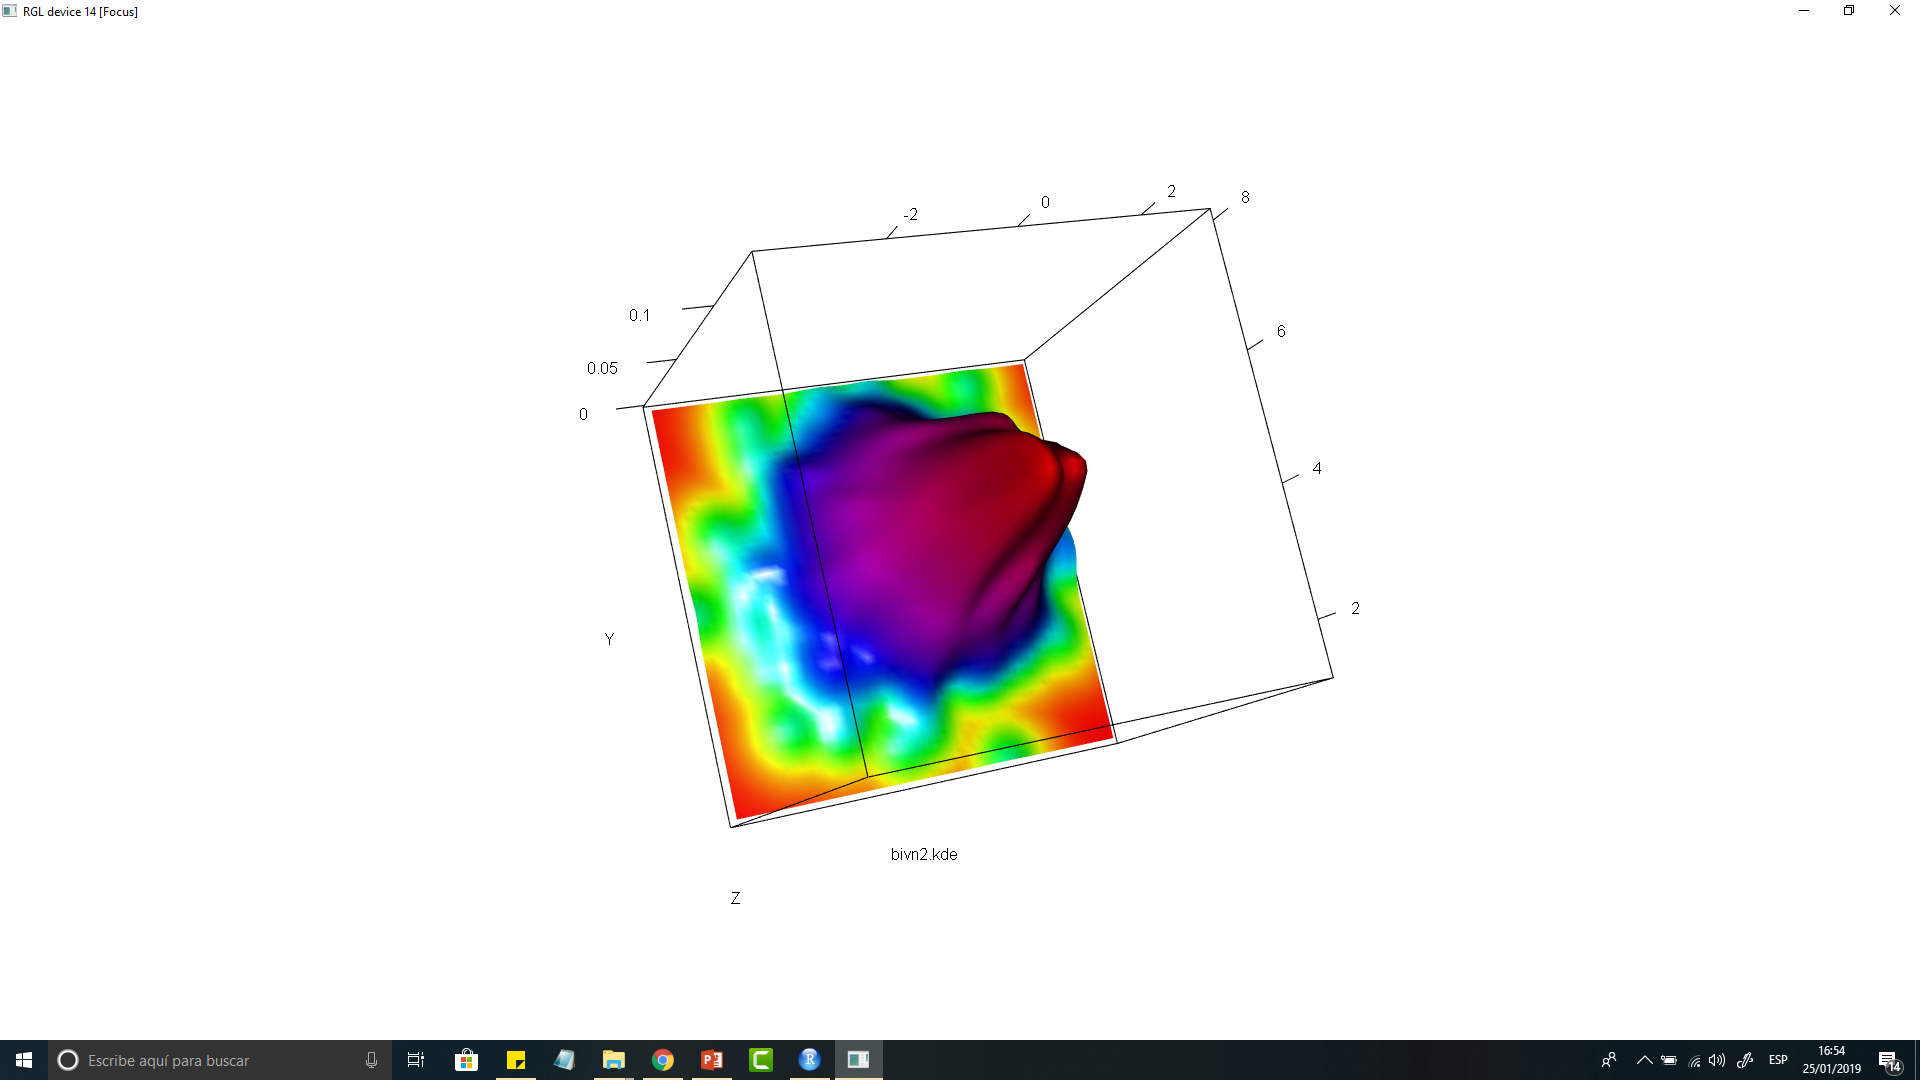 RGL device 14 [Focus]
-2
0
2
8
0.1
0.05
0
6
4
2
Y
bivn2.kde
Z
Escribe aquí para buscar
ESP
16:54
25/01/2019
14